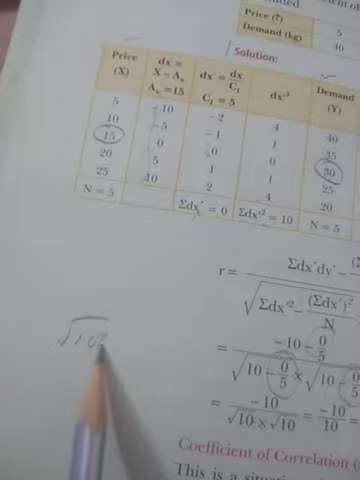 Price (₹) 5
Demand (kg) 40
Solution:
Price (X) dx = X – Aₓ Aₓ = 15 dx' = dx/C₁ C₁ = 5 dx'² Demand (Y)
5 –10 –2 4 40
10 –5 –1 1 35
15 0 0 0 30
20 5 1 1 25
25 10 2 4 20
N = 5 Σdx' = 0 Σdx'² = 10 N = 5
r = Σdx'dy' –
√ Σdx'² – (Σdx')²/N
= –10 – 0/5
√ 10 – 0/5 × √ 10 – 0/5
= –10/√10 × √10 = –10/10 =
Coefficient of Correlation
This is a